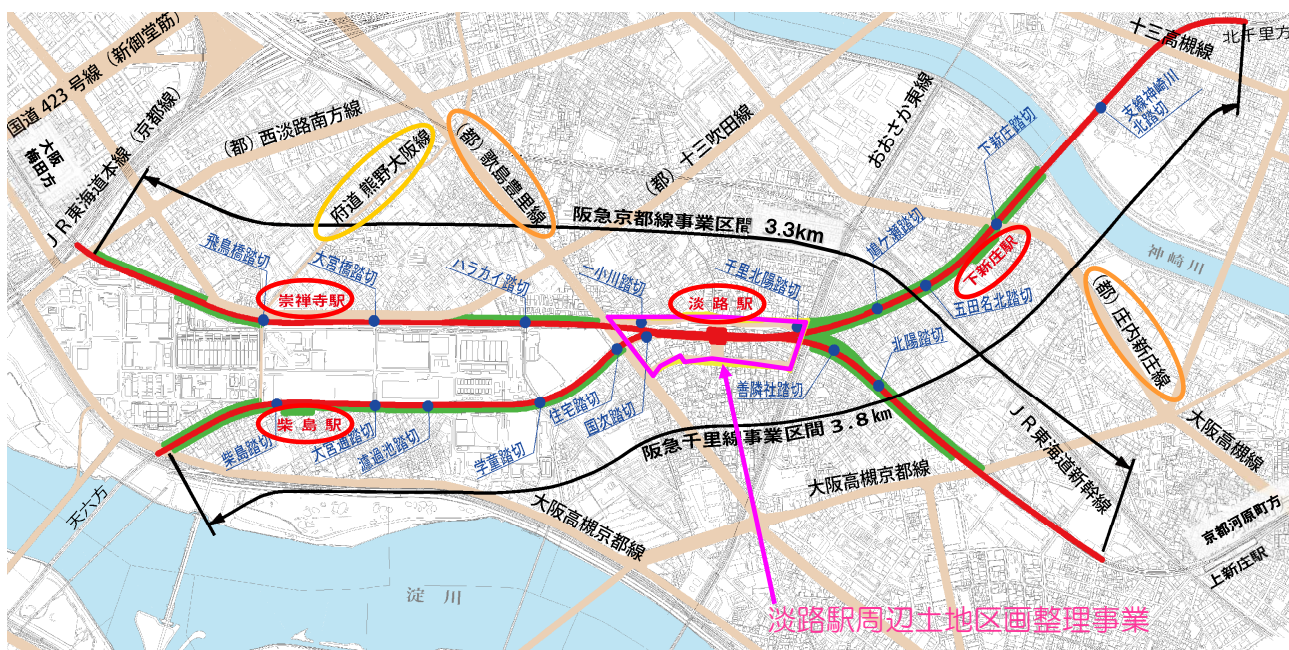 十三高槻線
北千里方
国道423号線(新御堂筋)
大阪
梅田方
JR東海道本線(京都線)
(都)西淡路南方線
府道 熊野大阪線
(都)歌島豊里線
(都)十三吹田線
おおさか東線
下新庄踏切
支線神崎川
北踏切
神崎川
阪急京都線事業区間 3.3km
飛鳥橋踏切
大宮橋踏切
ハラカイ踏切
二小川踏切
千里北陽踏切
鳩ケ瀬踏切
崇禅寺駅
淡路駅
下新庄駅
五田名北踏切
(都)庄内新庄線
北陽踏切
善隣社踏切
柴島駅
柴島踏切
大宮通踏切
濾過池踏切
学童踏切
住宅踏切
国次踏切
阪急千里線事業区間 3.8km
JR東海道新幹線
大阪高槻線
大阪高槻京都線
大阪高槻京都線
天六方
京都河原町方
上新庄駅
淀川
淡路駅周辺土地区画整理事業